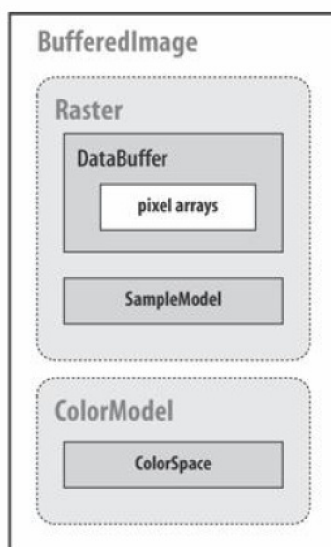 BufferedImage
Raster
DataBuffer
pixel arrays
SampleModel
ColorModel
ColorSpace